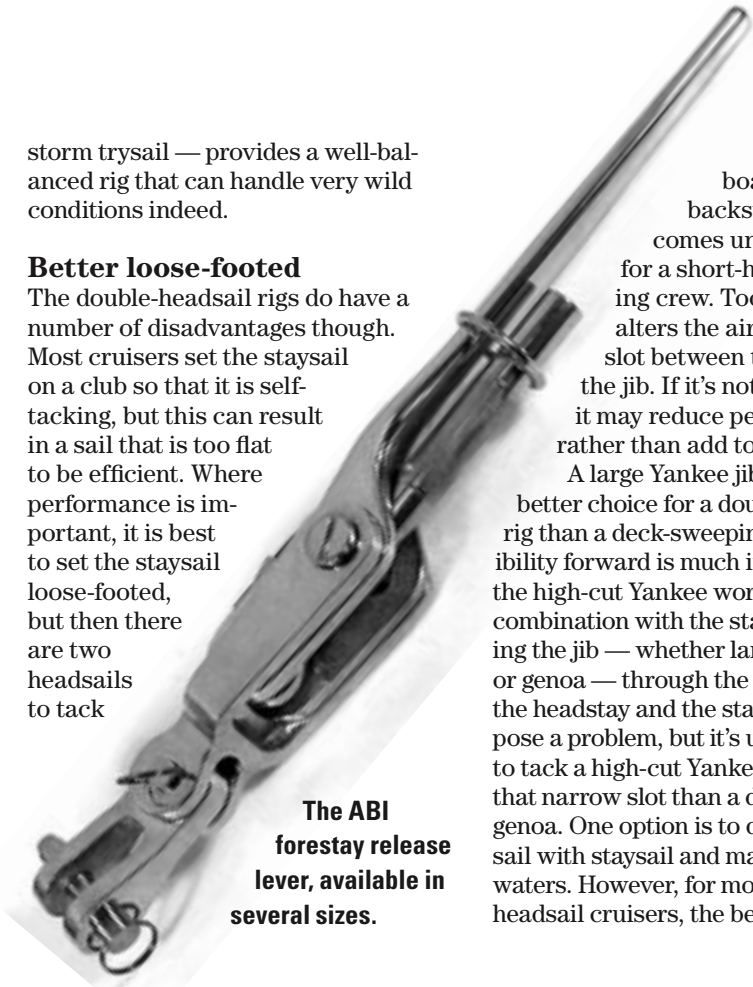 storm trysail — provides a well-bal-
anced rig that can handle very wild
conditions indeed.
Better loose-footed
The double-headsail rigs do have a
number of disadvantages though.
Most cruisers set the staysail
on a club so that it is self-
tacking, but this can result
in a sail that is too flat
to be efficient. Where
performance is im-
portant, it is best
to set the staysail
loose-footed,
but then there
are two
headsails
to tack
The ABI
forestay release
lever, available in
several sizes.
boa
backs
comes un
for a short-h
ing crew. Too
alters the air
slot between t
the jib. If it's not
it may reduce pe
rather than add to
A large Yankee jib
better choice for a dou
rig than a deck-sweepin
ibility forward is much i
the high-cut Yankee wor
combination with the sta
ing the jib — whether lar
or genoa — through the
the headstay and the sta
pose a problem, but it's u
to tack a high-cut Yanke
that narrow slot than a d
genoa. One option is to d
sail with staysail and ma
waters. However, for mo
headsail cruisers, the be